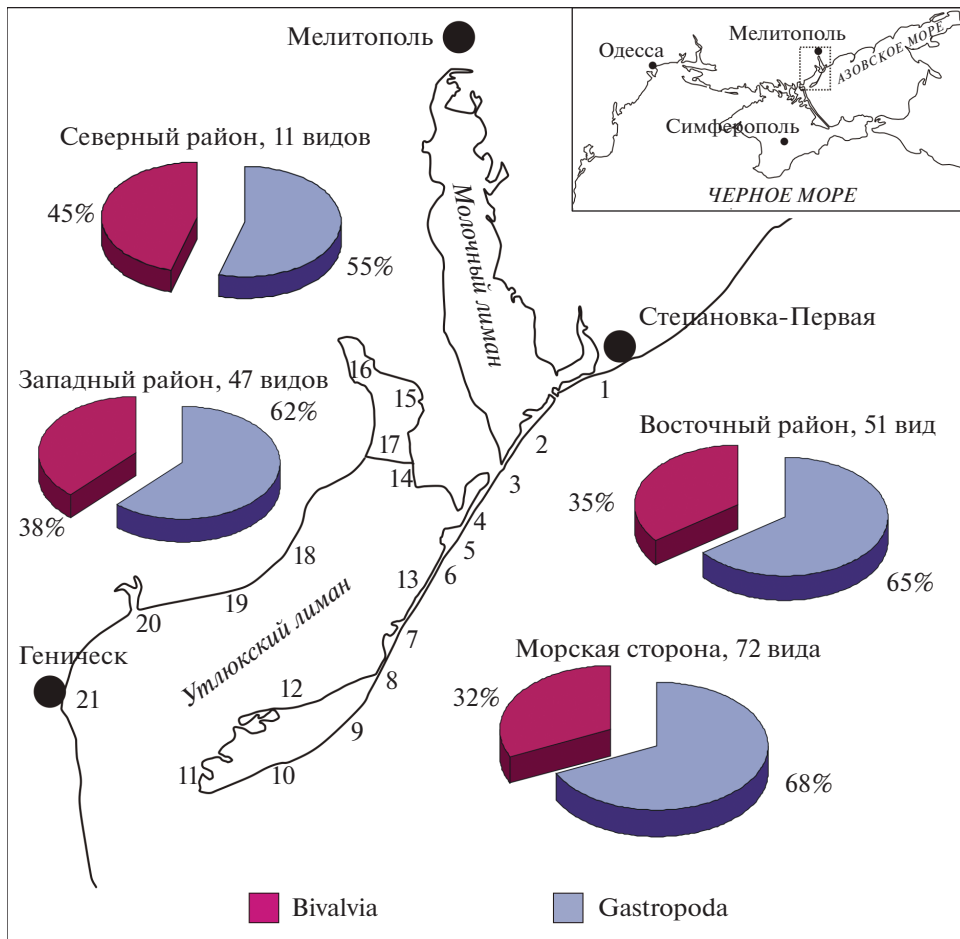 Мелитополь
Одесса
Мелитополь
АЗОВСКОЕ МОРЕ
Симферополь
ЧЕРНОЕ МОРЕ
Северный район, 11 видов
45%
55%
Молочный лиман
Степановка-Первая
Западный район, 47 видов
62%
38%
Восточный район, 51 вид
35%
65%
Морская сторона, 72 вида
32%
68%
Утлюкский лиман
Геническ
1
2
3
4
5
6
7
8
9
10
11
12
13
14
15
16
17
18
19
20
21
Bivalvia
Gastropoda